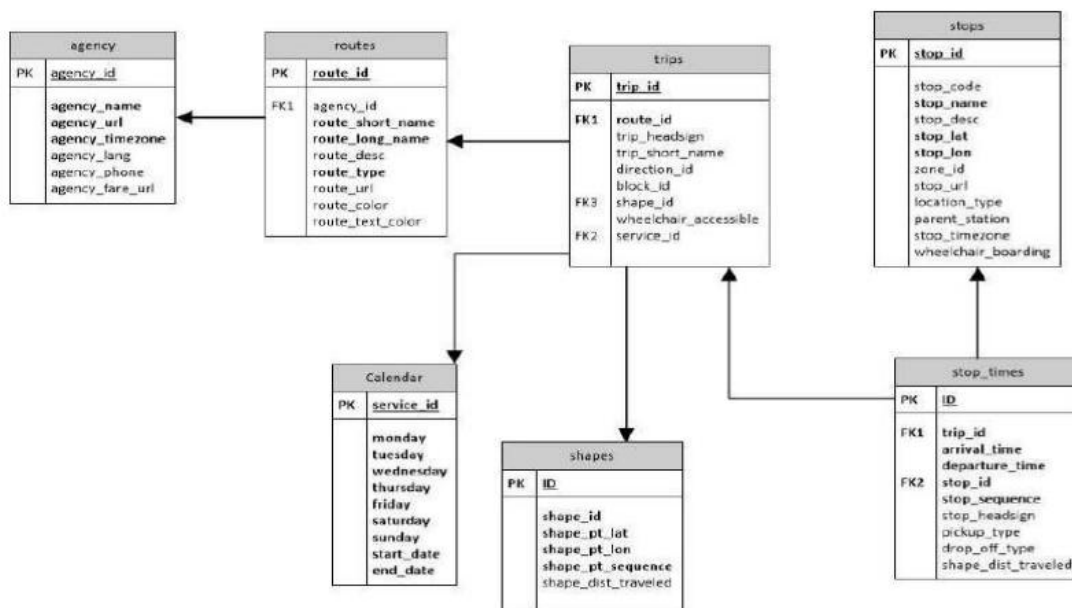 agency
PK agency_id
agency_name
agency_url
agency_timezone
agency_lang
agency_phone
agency_fare_url
routes
PK route_id
FK1 agency_id
route_short_name
route_long_name
route_desc
route_type
route_url
route_color
route_text_color
trips
PK trip_id
FK1 route_id
trip_headsign
trip_short_name
direction_id
block_id
FK3 shape_id
wheelchair_accessible
FK2 service_id
stops
PK stop_id
stop_code
stop_name
stop_desc
stop_lat
stop_lon
zone_id
stop_url
location_type
parent_station
stop_timezone
wheelchair_boarding
Calendar
PK service_id
monday
tuesday
wednesday
thursday
friday
saturday
sunday
start_date
end_date
shapes
PK ID
shape_id
shape_pt_lat
shape_pt_lon
shape_pt_sequence
shape_dist_traveled
stop_times
PK ID
FK1 trip_id
arrival_time
departure_time
FK2 stop_id
stop_sequence
stop_headsign
pickup_type
drop_off_type
shape_dist_traveled